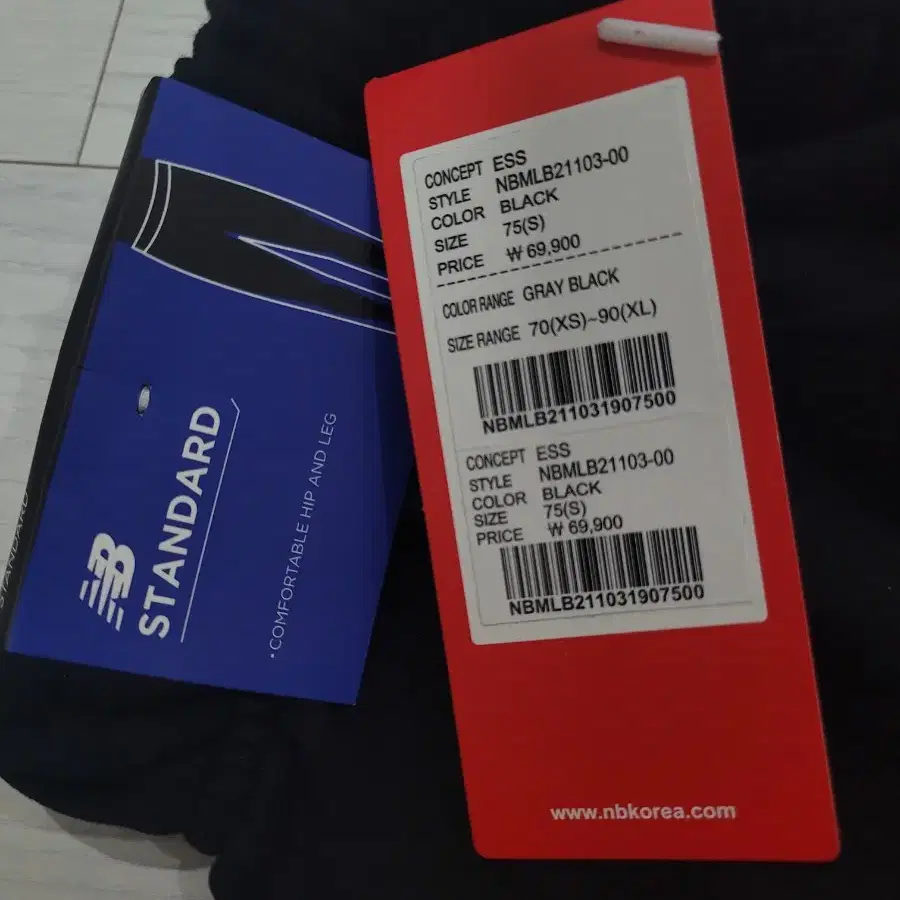 STANDARD
STANDARD
• COMFORTABLE HIP AND LEG
CONCEPT ESS
STYLE NBMLB21103-00
COLOR BLACK
SIZE 75(S)
PRICE ₩ 69,900
COLOR RANGE GRAY BLACK
SIZE RANGE 70(XS)~90(XL)
NBMLB211031907500
CONCEPT ESS
STYLE NBMLB21103-00
COLOR BLACK
SIZE 75(S)
PRICE ₩ 69,900
NBMLB211031907500
www.nbkorea.com